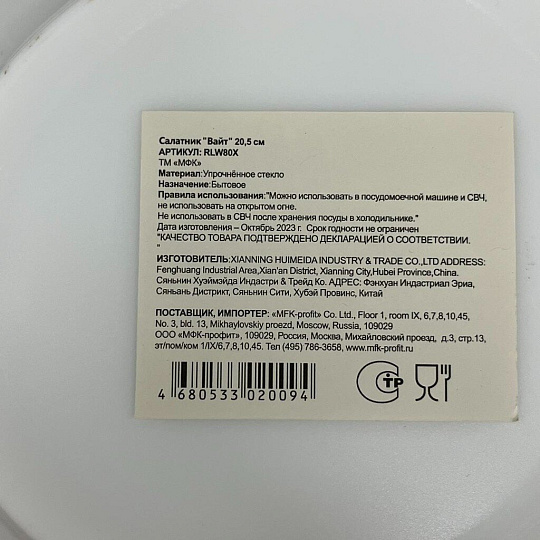 Салатник "Вайт" 20,5 см
АРТИКУЛ: RLW80X
ТМ «МФК»
Материал:Упрочнённое стекло
Назначение:Бытовое
Правила использования:"Можно использовать в посудомоечной машине и СВЧ,
не использовать на открытом огне.
Не использовать в СВЧ после хранения посуды в холодильнике."
Дата изготовления – Октябрь 2023 г. Срок годности не ограничен
"КАЧЕСТВО ТОВАРА ПОДТВЕРЖДЕНО ДЕКЛАРАЦИЕЙ О СООТВЕТСТВИИ.
"
ИЗГОТОВИТЕЛЬ:XIANNING HUIMEIDA INDUSTRY & TRADE CO.,LTD ADDRESS:
Fenghuang Industrial Area,Xian'an District, Xianning City,Hubei Province,China.
Сяньнин Хуэймэйда Индастри & Трейд Ко. АДРЕС: Фэнхуан Индастриал Эриа,
Сяньань Дистрикт, Сяньнин Сити, Хубэй Провинс, Китай
ПОСТАВЩИК, ИМПОРТЕР: «MFK-profit» Co. Ltd., Floor 1, room IX, 6,7,8,10,45,
No. 3, bld. 13, Mikhaylovskiy proezd, Moscow, Russia, 109029
ООО «МФК-профит», 109029, Россия, Москва, Михайловский проезд, д.3, стр.13,
эт/пом/ком 1/IX/6,7,8,10,45. Тел (495) 786-3658, www.mfk-profit.ru
4 680533 020094
СТР